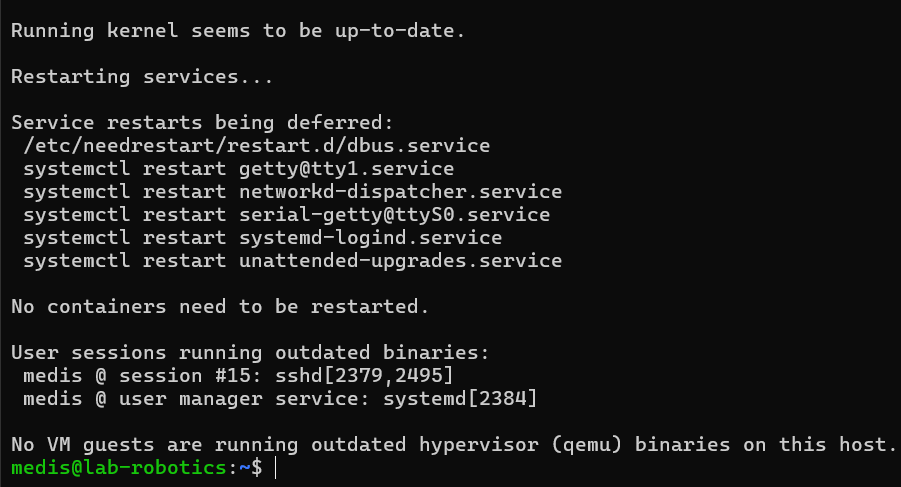 Running kernel seems to be up-to-date.
Restarting services...
Service restarts being deferred:
/etc/needrestart/restart.d/dbus.service
systemctl restart getty@tty1.service
systemctl restart networkd-dispatcher.service
systemctl restart serial-getty@ttyS0.service
systemctl restart systemd-logind.service
systemctl restart unattended-upgrades.service
No containers need to be restarted.
User sessions running outdated binaries:
medis @ session #15: sshd[2379,2495]
medis @ user manager service: systemd[2384]
No VM guests are running outdated hypervisor (qemu) binaries on this host.
medis@lab-robotics:~$